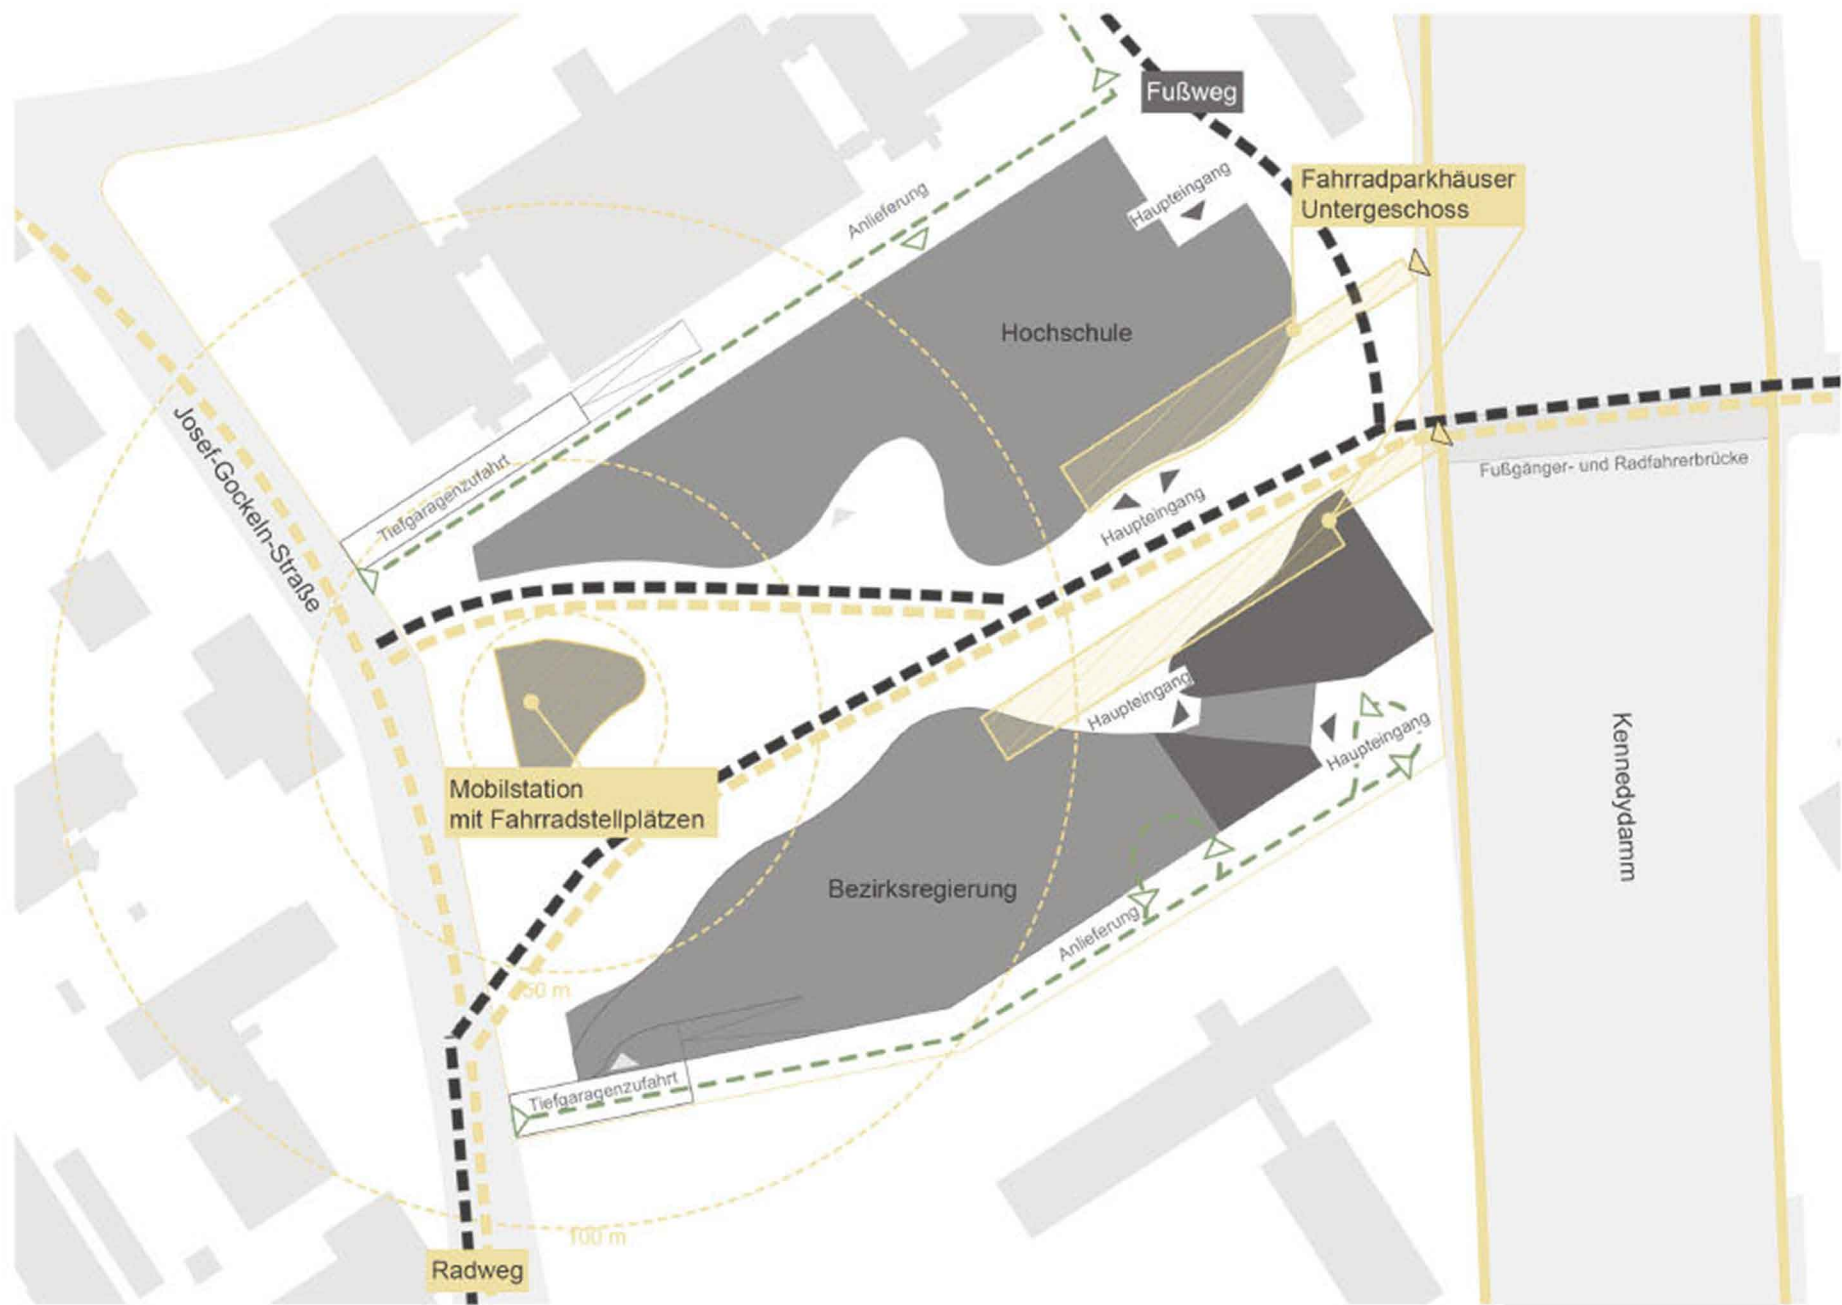 Fußweg
Fahrradparkhäuser
Untergeschoss
Haupteingang
Anlieferung
Hochschule
Tiefgaragenzufahrt
Josef-Gockeln-Straße
Haupteingang
Fußgänger- und Radfahrerbrücke
Haupteingang
Haupteingang
Kennedydamm
Mobilstation
mit Fahrradstellplätzen
Bezirksregierung
Anlieferung
50 m
Tiefgaragenzufahrt
100 m
Radweg